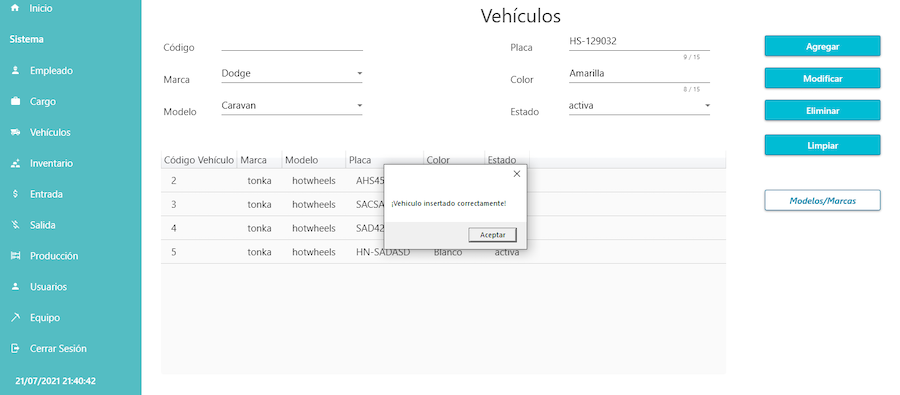 Inicio
Sistema
Empleado
Cargo
Vehículos
Inventario
Entrada
Salida
Producción
Usuarios
Equipo
Cerrar Sesión
21/07/2021 21:40:42
Vehículos
Código
Marca Dodge
Modelo Caravan
Placa HS-129032
9 / 15
Color Amarilla
8 / 15
Estado activa
Agregar
Modificar
Eliminar
Limpiar
Modelos/Marcas
Código Vehículo Marca Modelo Placa Color Estado
2 tonka hotwheels AHS45
3 tonka hotwheels SACSA
4 tonka hotwheels SAD42
5 tonka hotwheels HN-SADASD Blanco activa
¡Vehiculo insertado correctamente!
Aceptar